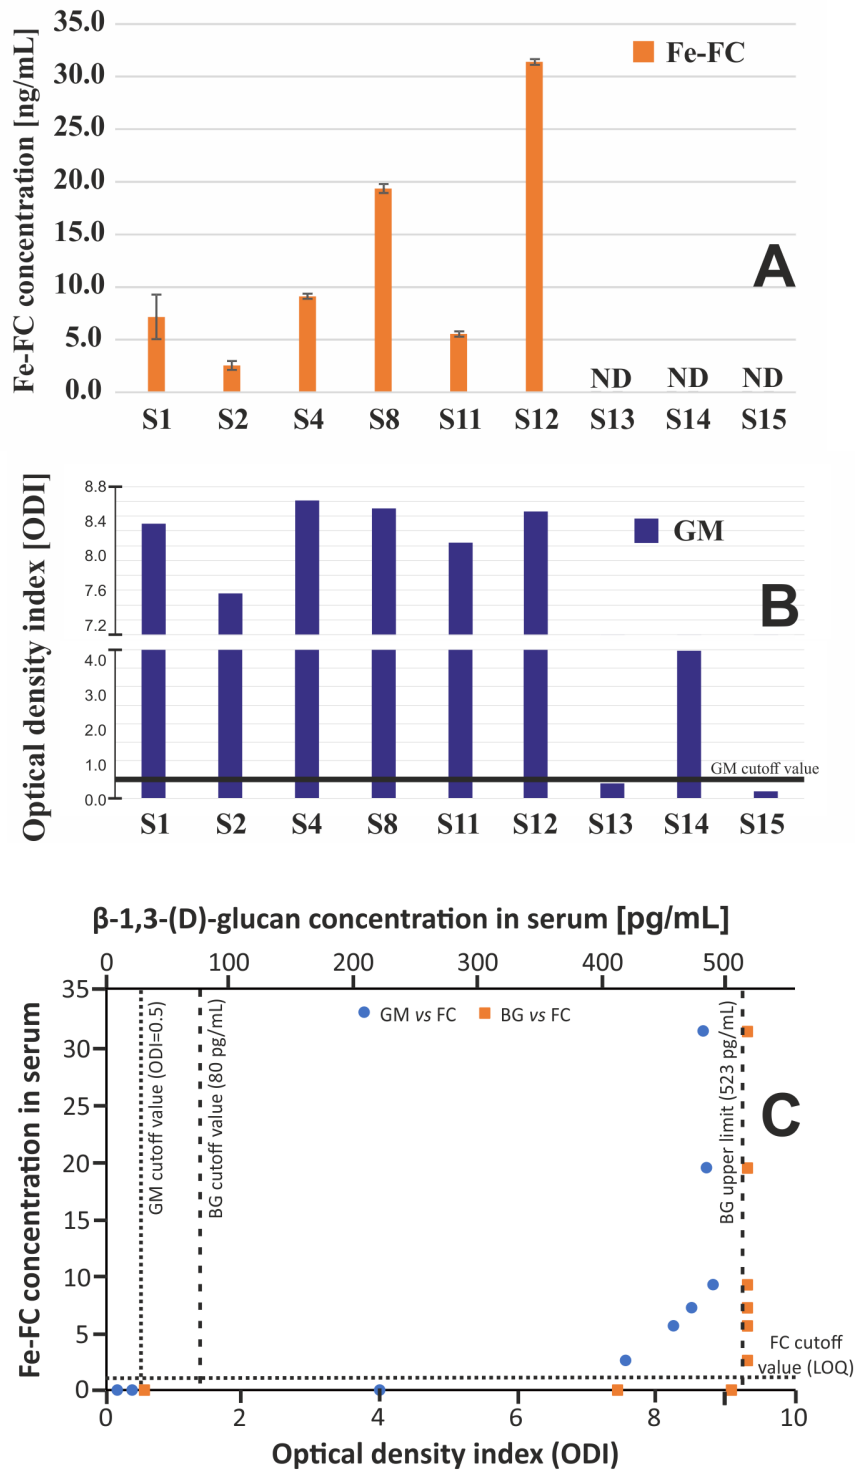 Fe-FC concentration [ng/mL]
35.0
30.0
25.0
20.0
15.0
10.0
5.0
0.0
Fe-FC
A
ND ND ND
S1 S2 S4 S8 S11 S12 S13 S14 S15
Optical density index [ODI]
8.8
8.4
8.0
7.6
7.2
4.0
3.0
2.0
1.0
0.0
GM
B
GM cutoff value
S1 S2 S4 S8 S11 S12 S13 S14 S15
β-1,3-(D)-glucan concentration in serum [pg/mL]
0 100 200 300 400 500
Fe-FC concentration in serum
35
30
25
20
15
10
5
0
GM cutoff value (ODI=0.5)
BG cutoff value (80 pg/mL)
GM vs FC BG vs FC
BG upper limit (523 pg/mL)
C
FC cutoff
value (LOQ)
0 2 4 6 8 10
Optical density index (ODI)